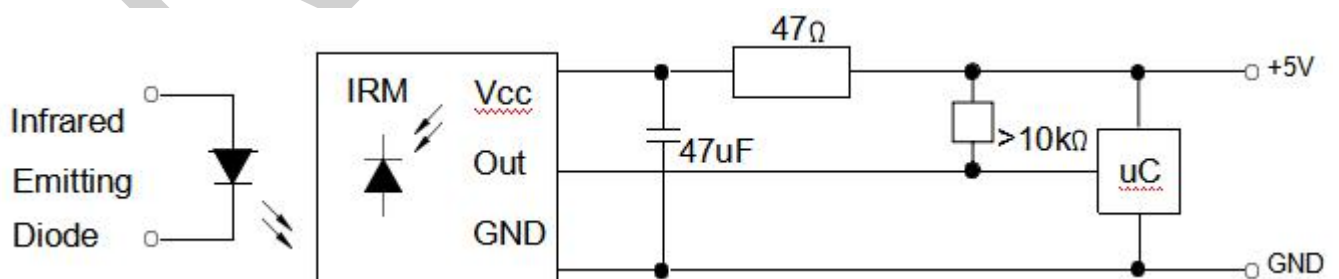 47Ω
+5V
IRM
Vcc
Infrared
>10kΩ
47uF
Out
uC
Emitting
Diode
GND
GND